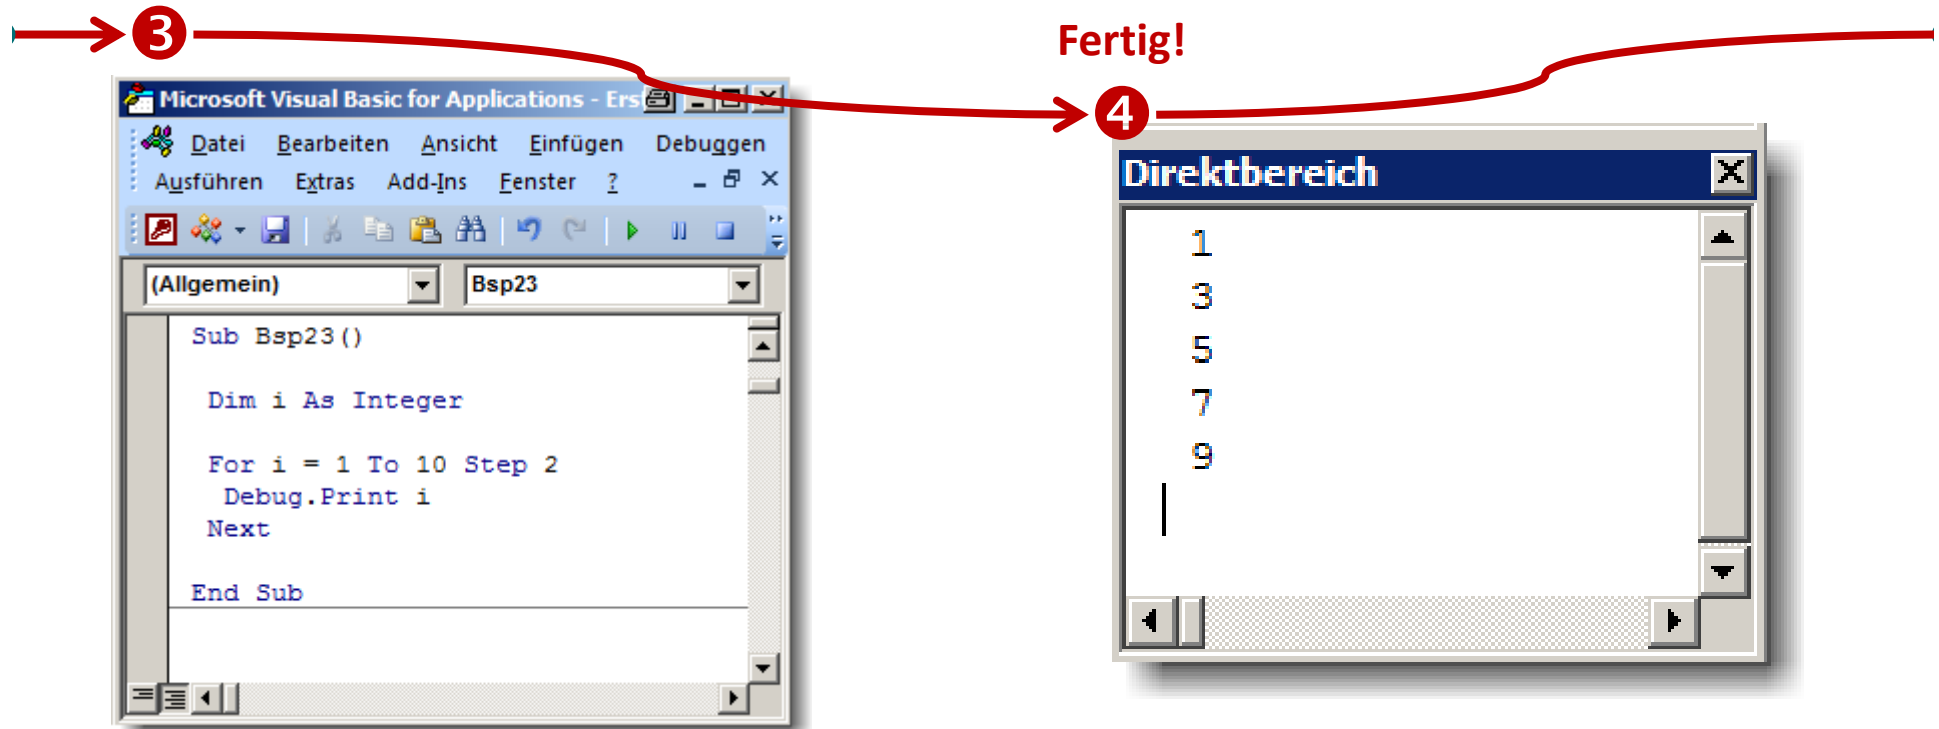 3
Fertig!
4
Microsoft Visual Basic for Applications - Erst
Datei Bearbeiten Ansicht Einfügen Debuggen
Ausführen Extras Add-Ins Fenster ?
(Allgemein) Bsp23
Sub Bsp23()
Dim i As Integer
For i = 1 To 10 Step 2
Debug.Print i
Next
End Sub
Direktbereich
1
3
5
7
9